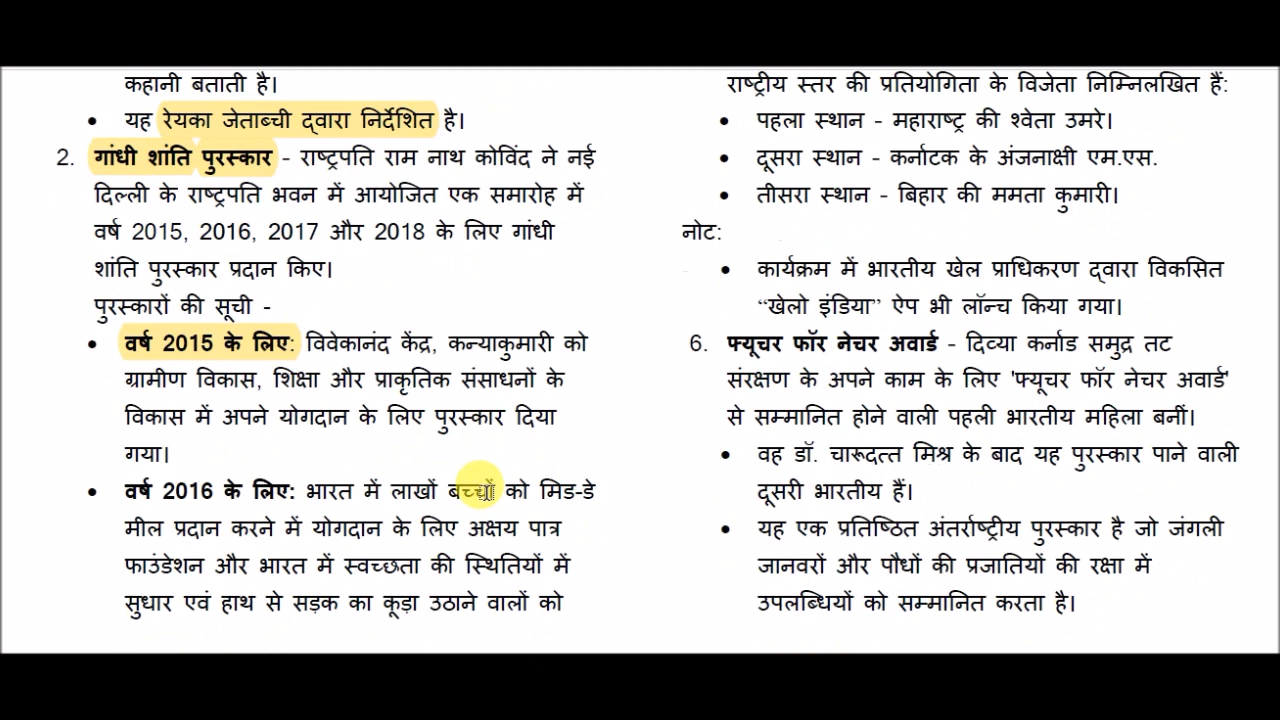 कहानी बताती है।
• यह रेयका जेताब्ची द्वारा निर्देशित है।
2. गांधी शांति पुरस्कार - राष्ट्रपति राम नाथ कोविंद ने नई
दिल्ली के राष्ट्रपति भवन में आयोजित एक समारोह में
वर्ष 2015, 2016, 2017 और 2018 के लिए गांधी
शांति पुरस्कार प्रदान किए।
पुरस्कारों की सूची -
• वर्ष 2015 के लिए: विवेकानंद केंद्र, कन्याकुमारी को
ग्रामीण विकास, शिक्षा और प्राकृतिक संसाधनों के
विकास में अपने योगदान के लिए पुरस्कार दिया
गया।
• वर्ष 2016 के लिए: भारत में लाखों बच्चों को मिड-डे
मील प्रदान करने में योगदान के लिए अक्षय पात्र
फाउंडेशन और भारत में स्वच्छता की स्थितियों में
सुधार एवं हाथ से सड़क का कूड़ा उठाने वालों को
राष्ट्रीय स्तर की प्रतियोगिता के विजेता निम्निलखित हैं:
• पहला स्थान - महाराष्ट्र की श्वेता उमरे।
• दूसरा स्थान - कर्नाटक के अंजनाक्षी एम.एस.
• तीसरा स्थान - बिहार की ममता कुमारी।
नोट:
• कार्यक्रम में भारतीय खेल प्राधिकरण द्वारा विकसित
“खेलो इंडिया” ऐप भी लॉन्च किया गया।
6. फ्यूचर फॉर नेचर अवार्ड - दिव्या कर्नाड समुद्र तट
संरक्षण के अपने काम के लिए 'फ्यूचर फॉर नेचर अवार्ड'
से सम्मानित होने वाली पहली भारतीय महिला बनीं।
• वह डॉ. चारूदत्त मिश्र के बाद यह पुरस्कार पाने वाली
दूसरी भारतीय हैं।
• यह एक प्रतिष्ठित अंतर्राष्ट्रीय पुरस्कार है जो जंगली
जानवरों और पौधों की प्रजातियों की रक्षा में
उपलब्धियों को सम्मानित करता है।